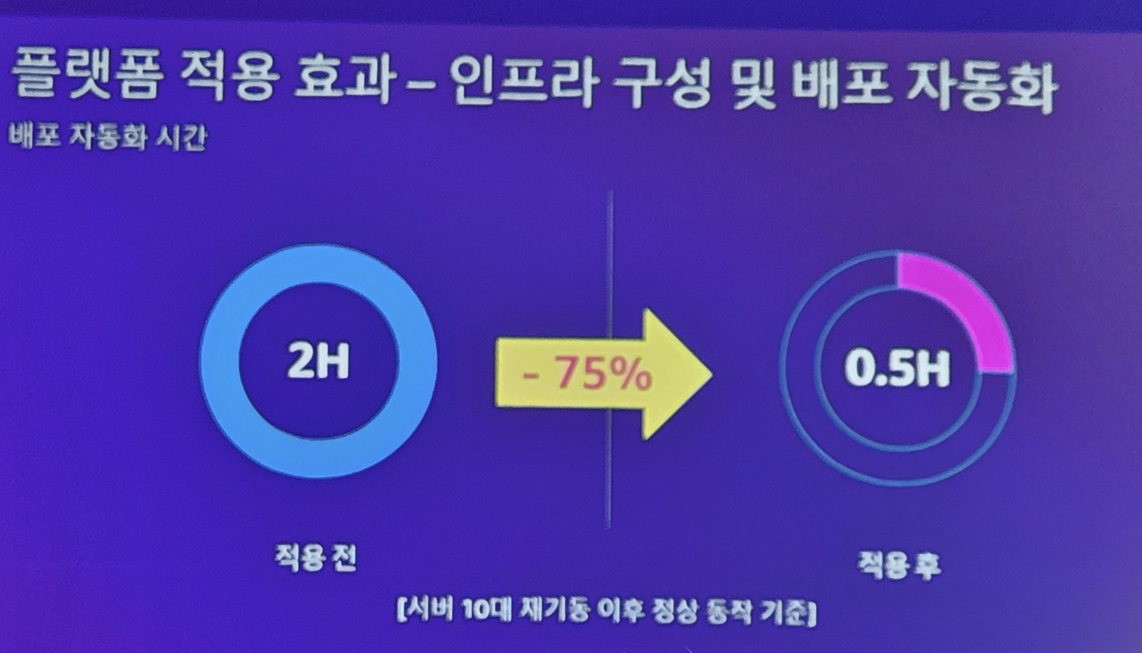 플랫폼 적용 효과 – 인프라 구성 및 배포 자동화
배포 자동화 시간
2H
- 75%
0.5H
적용 전
적용 후
[서버 10대 재기동 이후 정상 동작 기준]